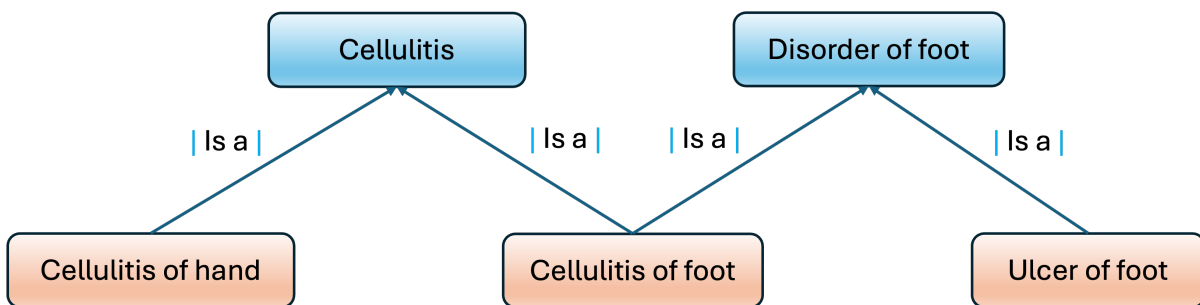 Cellulitis
Disorder of foot
| Is a |
| Is a |
| Is a |
| Is a |
Cellulitis of hand
Cellulitis of foot
Ulcer of foot